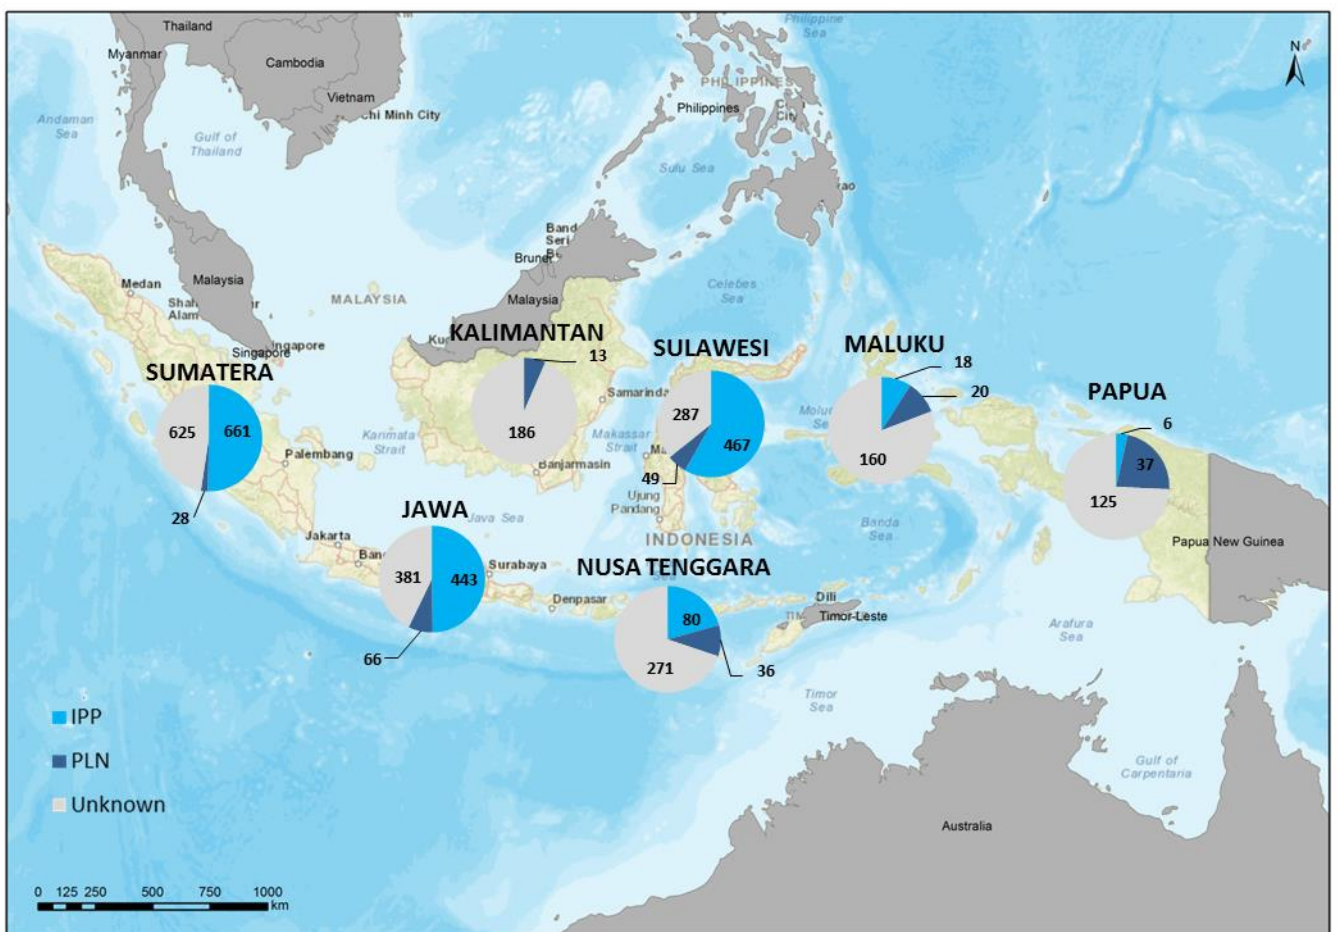 Thailand
Myanmar
Cambodia
Vietnam
Chi Minh City
Andaman
Sea
Gulf of
Thailand
Philippine
Sea
PHILIPPINES
Philippines
Sulu Sea
N
Medan
Malaysia
MALAYSIA
Shah
Alam
Singapore
Singapore
Band
Seri
Brunei
Malaysia
Celebes
Sea
KALIMANTAN
13
186
SUMATERA
625
661
28
SULAWESI
287
467
49
MALUKU
18
20
160
PAPUA
6
37
125
Samarinda
Makassar
Strait
Karimata
Strait
Palembang
Banjarmasin
Ujung
Pandang
INDONESIA
Banda
Sea
Papua New Guinea
JAWA
381
443
66
Java Sea
Jakarta
Surabaya
Denpasar
NUSA TENGGARA
80
36
271
Dili
Timor-Leste
Arafura
Sea
Timor
Sea
Gulf of
Carpentaria
Australia
IPP
PLN
Unknown
0 125 250 500 750 1000
km